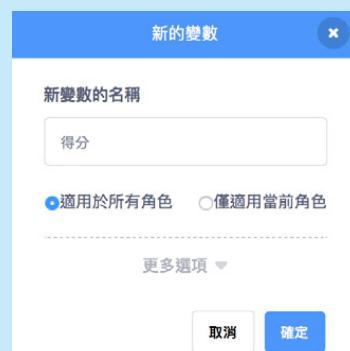 新的變數
新變數的名稱
得分
適用於所有角色 僅適用當前角色
更多選項
取消 確定